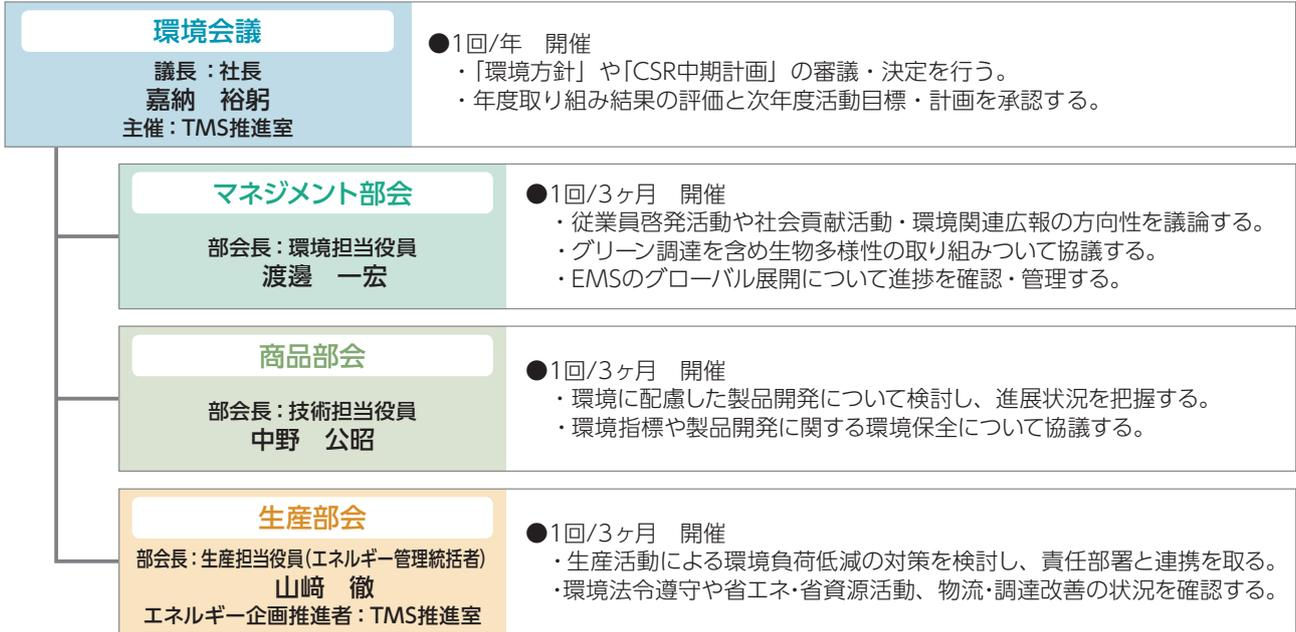 環境会議
議長：社長
嘉納　裕躬
主催：TMS推進室
●1回/年　開催
・「環境方針」や「CSR中期計画」の審議・決定を行う。
・年度取り組み結果の評価と次年度活動目標・計画を承認する。
マネジメント部会
部会長：環境担当役員
渡邊　一宏
●1回/3ヶ月　開催
・従業員啓発活動や社会貢献活動・環境関連広報の方向性を議論する。
・グリーン調達を含め生物多様性の取り組みついて協議する。
・EMSのグローバル展開について進捗を確認・管理する。
商品部会
部会長：技術担当役員
中野　公昭
●1回/3ヶ月　開催
・環境に配慮した製品開発について検討し、進展状況を把握する。
・環境指標や製品開発に関する環境保全について協議する。
生産部会
部会長：生産担当役員(エネルギー管理統括者)
山﨑　徹
エネルギー企画推進者：TMS推進室
●1回/3ヶ月　開催
・生産活動による環境負荷低減の対策を検討し、責任部署と連携を取る。
・環境法令遵守や省エネ・省資源活動、物流・調達改善の状況を確認する。